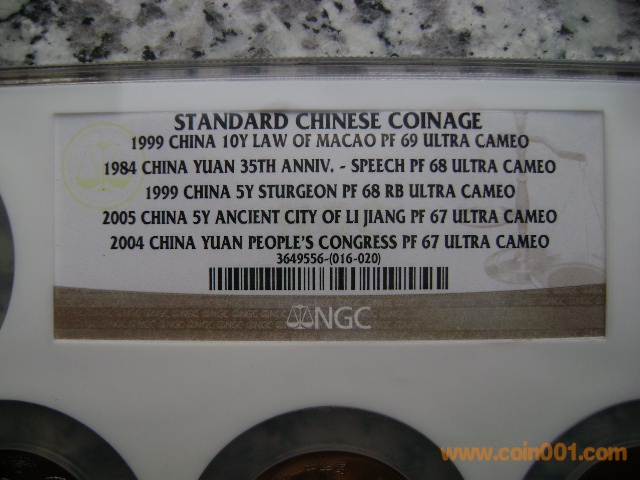 STANDARD CHINESE COINAGE
1999 CHINA 10Y LAW OF MACAO PF 69 ULTRA CAMEO
1984 CHINA YUAN 35TH ANNIV. - SPEECH PF 68 ULTRA CAMEO
1999 CHINA 5Y STURGEON PF 68 RB ULTRA CAMEO
2005 CHINA 5Y ANCIENT CITY OF LI JIANG PF 67 ULTRA CAMEO
2004 CHINA YUAN PEOPLE'S CONGRESS PF 67 ULTRA CAMEO
3649556-(016-020)
NGC
www.coin001.com